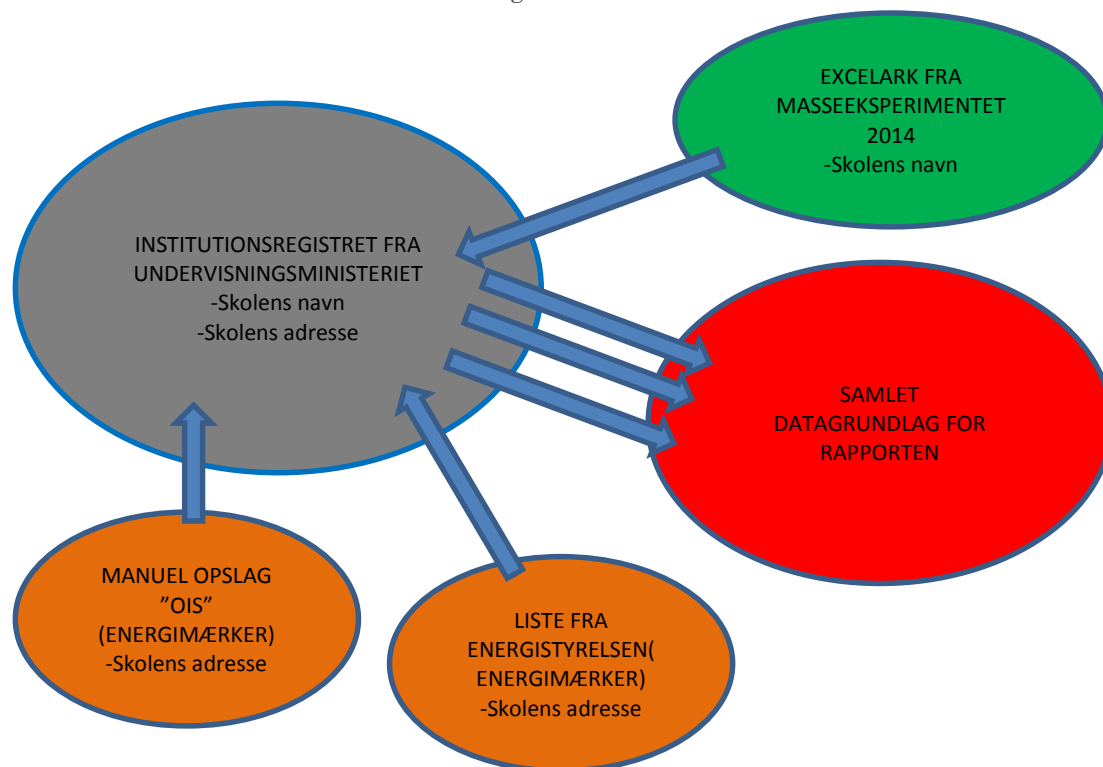 EXCELARK FRA
MASSEEKSPERIMENTET
2014
-Skolens navn
INSTITUTIONSREGISTRET FRA
UNDERVISNINGSMINISTERIET
-Skolens navn
-Skolens adresse
SAMLET
DATAGRUNDLAG FOR
RAPPORTEN
MANUEL OPSLAG
”OIS”
(ENERGIMÆRKER)
-Skolens adresse
LISTE FRA
ENERGISTYRELSEN(
ENERGIMÆRKER)
-Skolens adresse